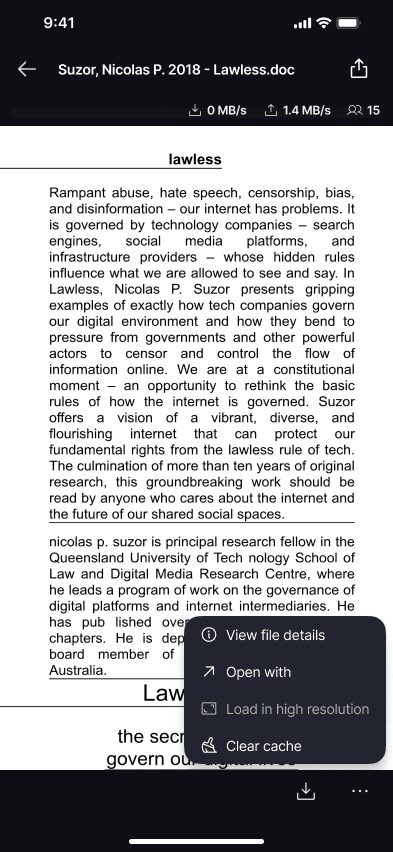 9:41
Suzor, Nicolas P. 2018 - Lawless.doc
0 MB/s 1.4 MB/s 15
lawless
Rampant abuse, hate speech, censorship, bias,
and disinformation – our internet has problems. It
is governed by technology companies – search
engines, social media platforms, and
infrastructure providers – whose hidden rules
influence what we are allowed to see and say. In
Lawless, Nicolas P. Suzor presents gripping
examples of exactly how tech companies govern
our digital environment and how they bend to
pressure from governments and other powerful
actors to censor and control the flow of
information online. We are at a constitutional
moment – an opportunity to rethink the basic
rules of how the internet is governed. Suzor
offers a vision of a vibrant, diverse, and
flourishing internet that can protect our
fundamental rights from the lawless rule of tech.
The culmination of more than ten years of original
research, this groundbreaking work should be
read by anyone who cares about the internet and
the future of our shared social spaces.
nicolas p. suzor is principal research fellow in the
Queensland University of Tech nology School of
Law and Digital Media Research Centre, where
he leads a program of work on the governance of
digital platforms and internet intermediaries. He
has pub lished over
chapters. He is dep
board member of
Australia.
Law
the secr
govern our digital lives
View file details
Open with
Load in high resolution
Clear cache